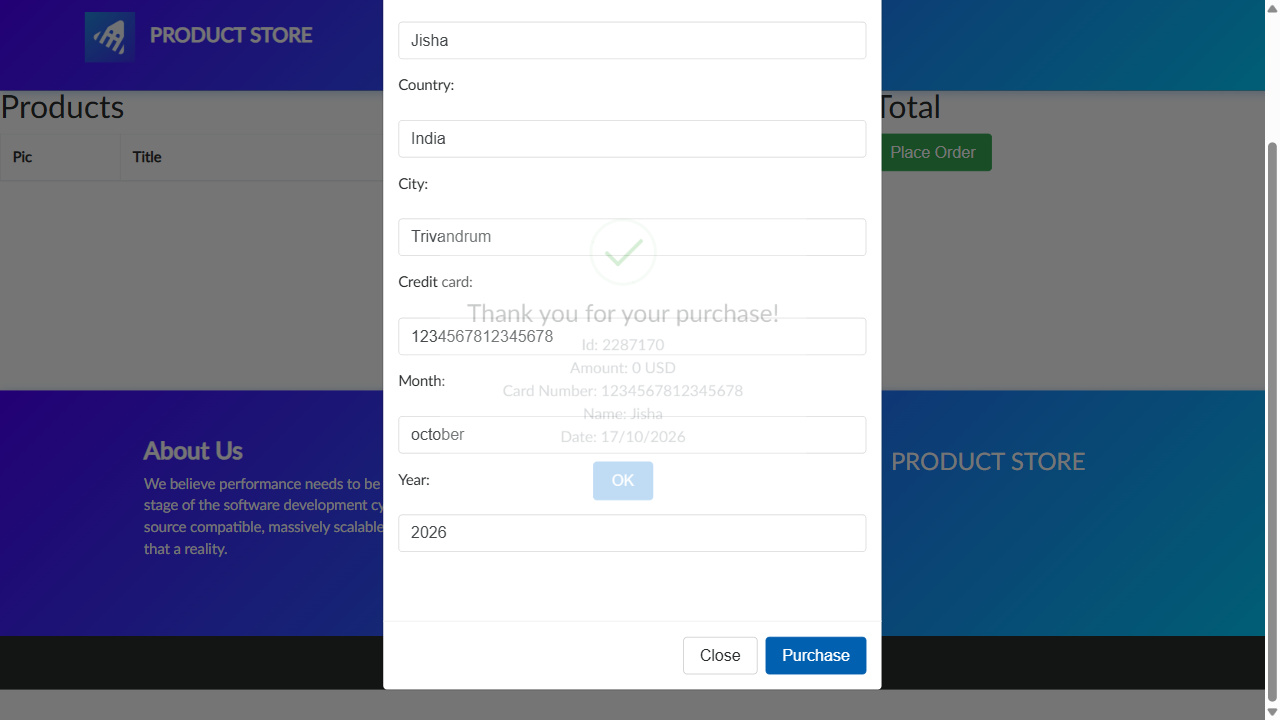 PRODUCT STORE
Products
Pic
Title
Total
Place Order
Jisha
Country:
India
City:
Trivandrum
Credit card:
1234567812345678
Month:
october
Year:
2026
Thank you for your purchase!
Id: 2287170
Amount: 0 USD
Card Number: 1234567812345678
Name: Jisha
Date: 17/10/2026
OK
Close
Purchase
About Us
We believe performance needs to be
stage of the software development cy
source compatible, massively scalable
that a reality.
PRODUCT STORE